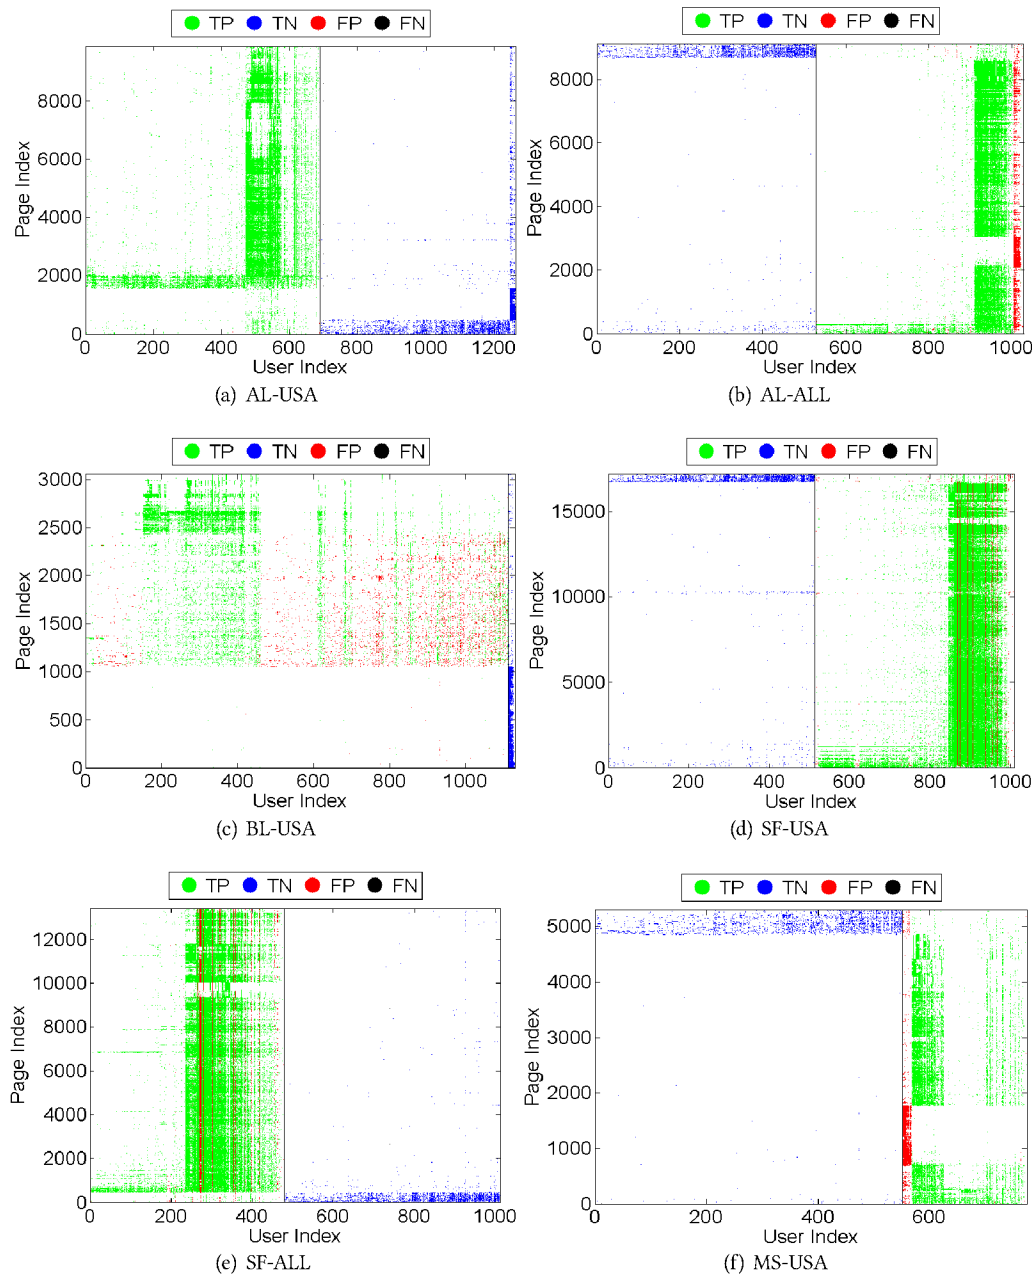 TP TN FP FN
8000
6000
4000
2000
0
Page Index
0 200 400 600 800 1000 1200
User Index
(a) AL-USA
TP TN FP FN
8000
6000
4000
2000
0
Page Index
0 200 400 600 800 1000
User Index
(b) AL-ALL
TP TN FP FN
3000
2500
2000
1500
1000
500
0
Page Index
0 200 400 600 800 1000
User Index
(c) BL-USA
TP TN FP FN
15000
10000
5000
0
Page Index
0 200 400 600 800 1000
User Index
(d) SF-USA
TP TN FP FN
12000
10000
8000
6000
4000
2000
0
Page Index
0 200 400 600 800 1000
User Index
(e) SF-ALL
TP TN FP FN
5000
4000
3000
2000
1000
0
Page Index
0 200 400 600
User Index
(f) MS-USA